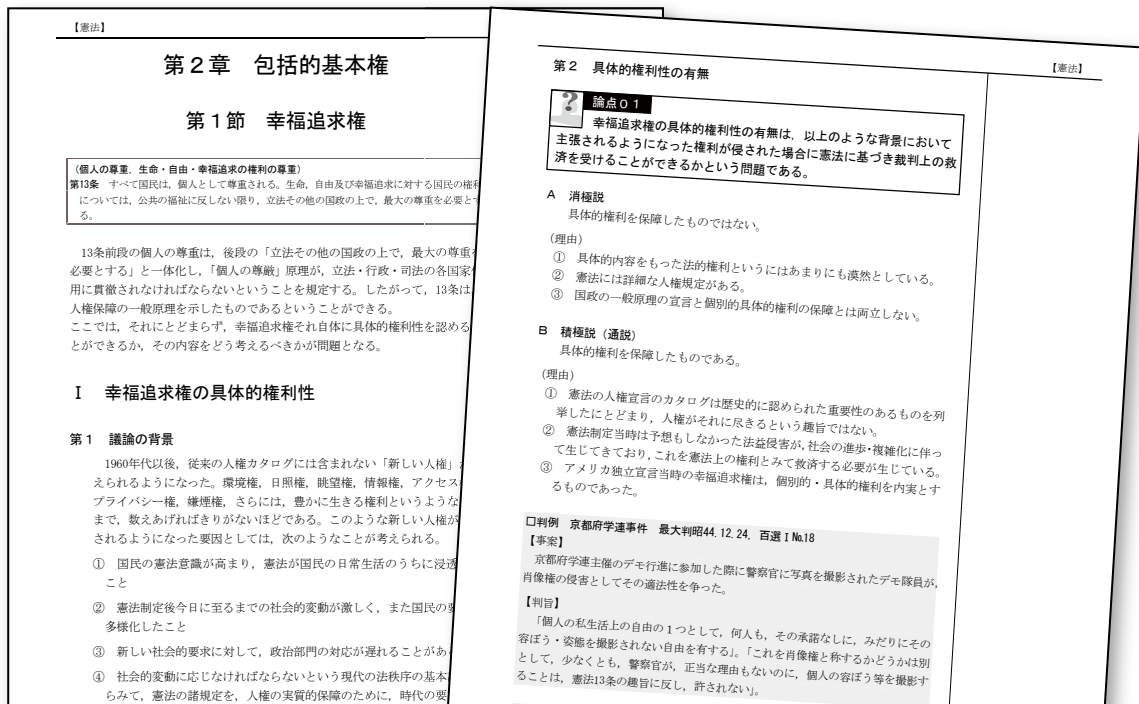 【憲法】
第２章　包括的基本権
第１節　幸福追求権
（個人の尊重，生命・自由・幸福追求の権利の尊重）
第13条　すべて国民は，個人として尊重される。生命，自由及び幸福追求に対する国民の権利
については，公共の福祉に反しない限り，立法その他の国政の上で，最大の尊重を必要と
る。
13条前段の個人の尊重は，後段の「立法その他の国政の上で，最大の尊重
必要とする」と一体化し，「個人の尊厳」原理が，立法・行政・司法の各国家
用に貫徹されなければならないということを規定する。したがって，13条は
人権保障の一般原理を示したものであるということができる。
ここでは，それにとどまらず，幸福追求権それ自体に具体的権利性を認める
とができるか，その内容をどう考えるべきかが問題となる。
Ⅰ　幸福追求権の具体的権利性
第１　議論の背景
1960年代以後，従来の人権カタログには含まれない「新しい人権」
えられるようになった。環境権，日照権，眺望権，情報権，アクセス
プライバシー権，嫌煙権，さらには，豊かに生きる権利というような
まで，数えあげればきりがないほどである。このような新しい人権が
されるようになった要因としては，次のようなことが考えられる。
①　国民の憲法意識が高まり，憲法が国民の日常生活のうちに浸透
こと
②　憲法制定後今日に至るまでの社会的変動が激しく，また国民の
多様化したこと
③　新しい社会的要求に対して，政治部門の対応が遅れることがあ
④　社会的変動に応じなければならないという現代の法秩序の基本
らみて，憲法の諸規定を，人権の実質的保障のために，時代の要
【憲法】
第２　具体的権利性の有無
? 論点０１
幸福追求権の具体的権利性の有無は，以上のような背景において
主張されるようになった権利が侵された場合に憲法に基づき裁判上の救
済を受けることができるかという問題である。
Ａ　消極説
具体的権利を保障したものではない。
（理由）
①　具体的内容をもった法的権利というにはあまりにも漠然としている。
②　憲法には詳細な人権規定がある。
③　国政の一般原理の宣言と個別的具体的権利の保障とは両立しない。
Ｂ　積極説（通説）
具体的権利を保障したものである。
（理由）
①　憲法の人権宣言のカタログは歴史的に認められた重要性のあるものを列
挙したにとどまり，人権がそれに尽きるという趣旨ではない。
②　憲法制定当時は予想もしなかった法益侵害が，社会の進歩・複雑化に伴っ
て生じてきており，これを憲法上の権利とみて救済する必要が生じている。
③　アメリカ独立宣言当時の幸福追求権は，個別的・具体的権利を内実とす
るものであった。
□判例　京都府学連事件　最大判昭44.12.24，百選Ⅰ№18
【事案】
京都府学連主催のデモ行進に参加した際に警察官に写真を撮影されたデモ隊員が，
肖像権の侵害としてその適法性を争った。
【判旨】
「個人の私生活上の自由の１つとして，何人も，その承諾なしに，みだりにその
容ぼう・姿態を撮影されない自由を有する」。「これを肖像権と称するかどうかは別
として，少なくとも，警察官が，正当な理由もないのに，個人の容ぼう等を撮影す
ることは，憲法13条の趣旨に反し，許されない」。